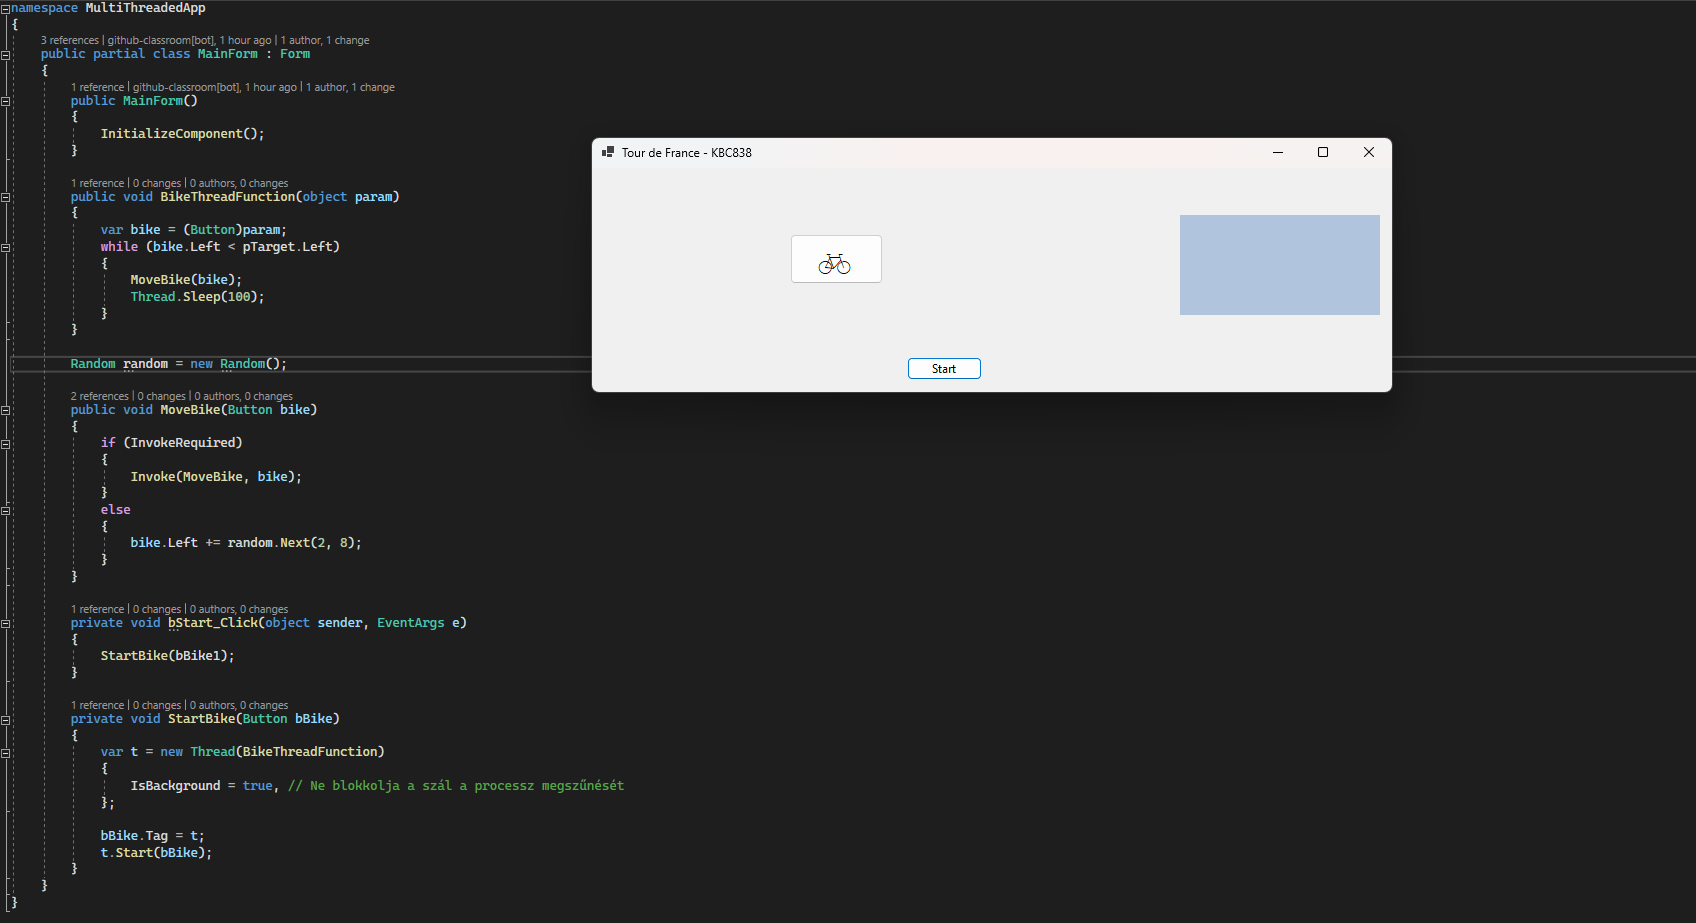 namespace MultiThreadedApp
{
3 references | github-classroom[bot], 1 hour ago | 1 author, 1 change
public partial class MainForm : Form
{
1 reference | github-classroom[bot], 1 hour ago | 1 author, 1 change
public MainForm()
{
InitializeComponent();
}
1 reference | 0 changes | 0 authors, 0 changes
public void BikeThreadFunction(object param)
{
var bike = (Button)param;
while (bike.Left < pTarget.Left)
{
MoveBike(bike);
Thread.Sleep(100);
}
}
Random random = new Random();
2 references | 0 changes | 0 authors, 0 changes
public void MoveBike(Button bike)
{
if (InvokeRequired)
{
Invoke(MoveBike, bike);
}
else
{
bike.Left += random.Next(2, 8);
}
}
1 reference | 0 changes | 0 authors, 0 changes
private void bStart_Click(object sender, EventArgs e)
{
StartBike(bBike1);
}
1 reference | 0 changes | 0 authors, 0 changes
private void StartBike(Button bBike)
{
var t = new Thread(BikeThreadFunction)
{
IsBackground = true, // Ne blokkolja a szál a processz megszűnését
};
bBike.Tag = t;
t.Start(bBike);
}
}
}
Tour de France - KBC838
Start